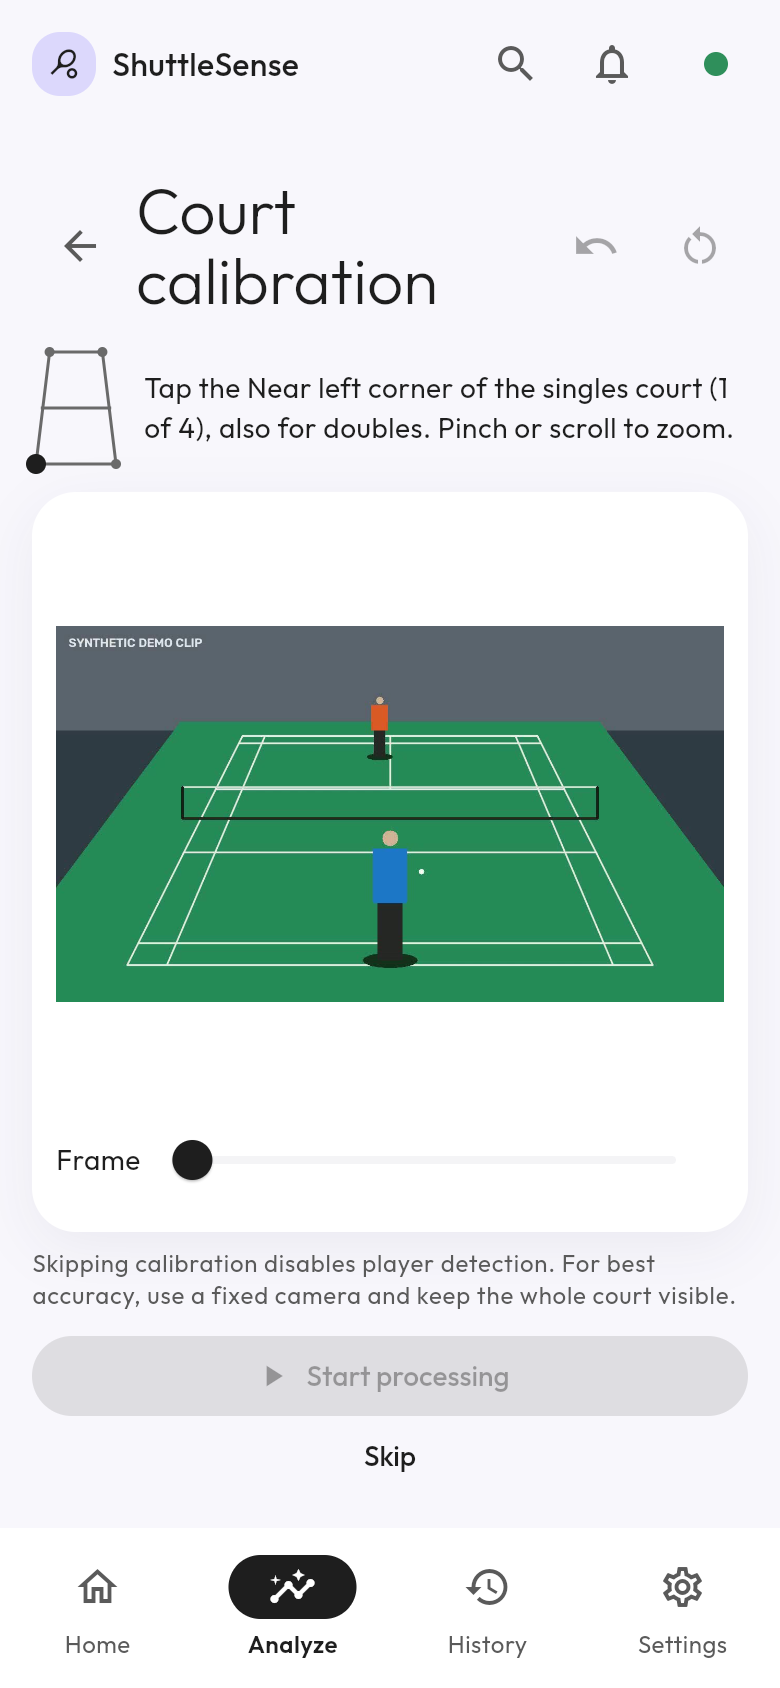 ShuttleSense
Court
calibration
Tap the Near left corner of the singles court (1
of 4), also for doubles. Pinch or scroll to zoom.
SYNTHETIC DEMO CLIP
Frame
Skipping calibration disables player detection. For best
accuracy, use a fixed camera and keep the whole court visible.
Start processing
Skip
Home
Analyze
History
Settings